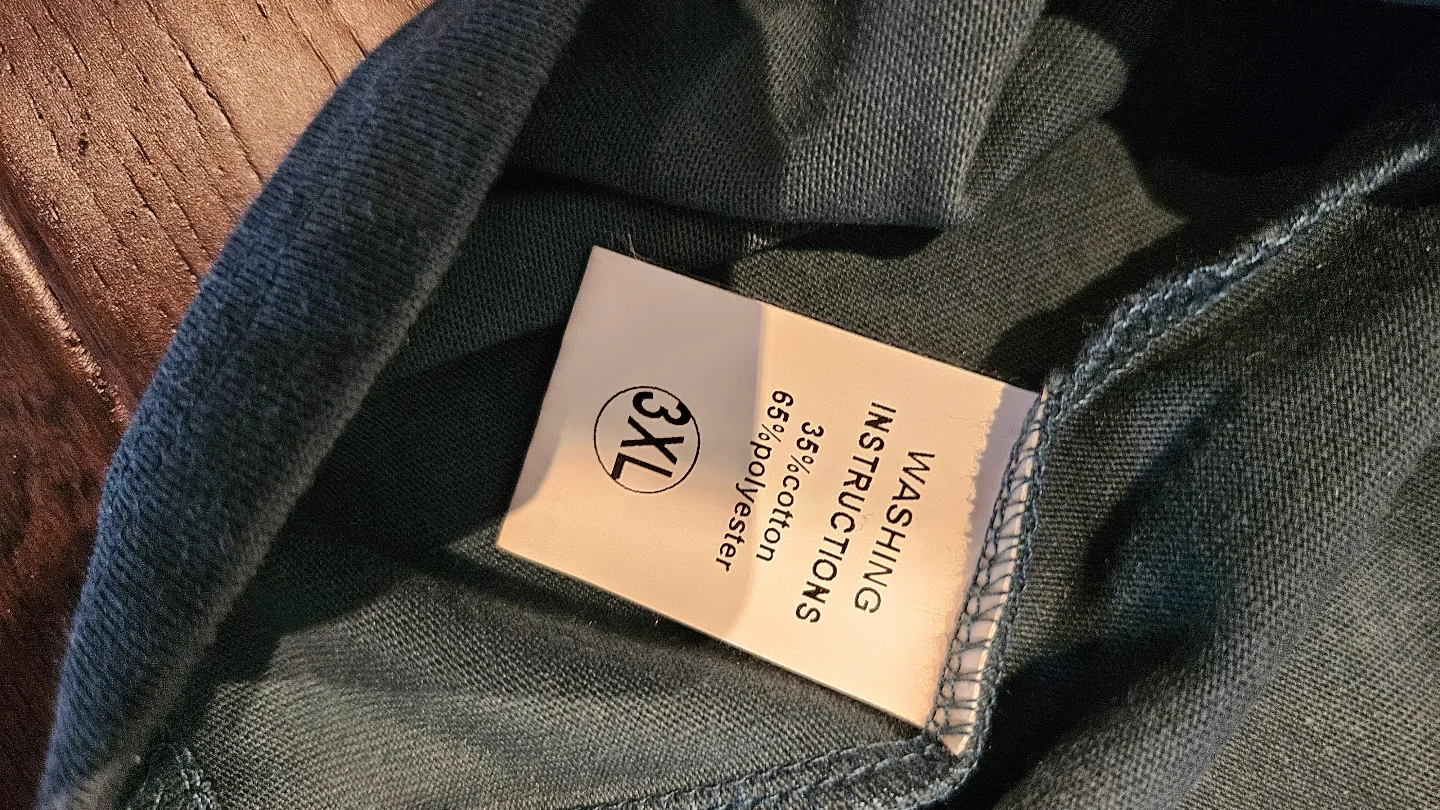 WASHING
INSTRUCTIONS
35%cotton
65%polyester
3XL